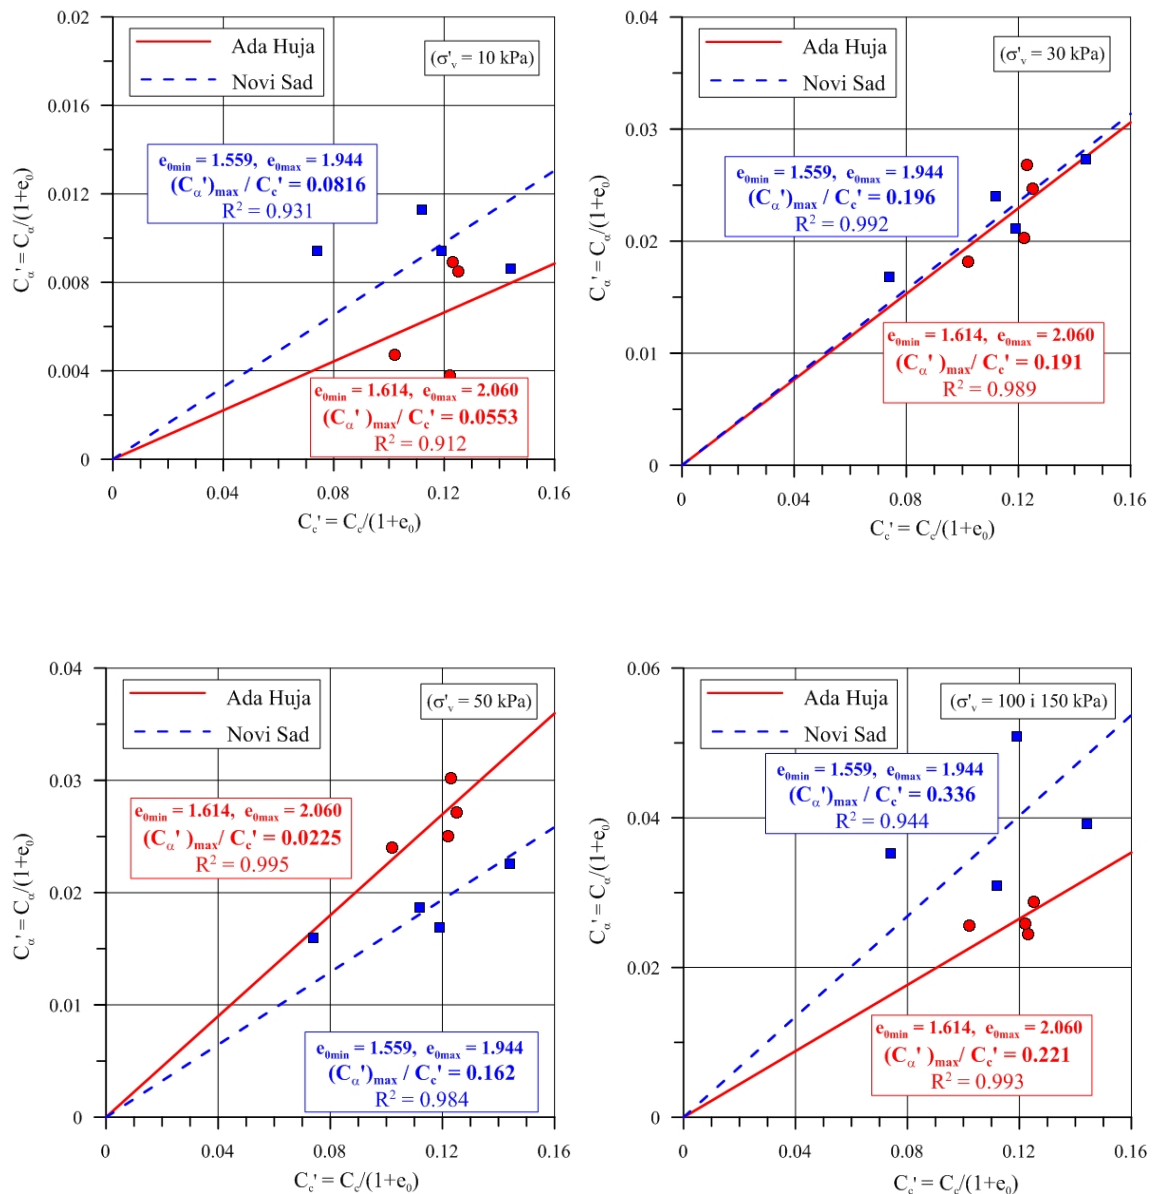 0.02
0.016
0.012
0.008
0.004
0
Ada Huja
Novi Sad
(σ'v = 10 kPa)
e0min = 1.559, e0max = 1.944
(Cα')max / Cc' = 0.0816
R² = 0.931
e0min = 1.614, e0max = 2.060
(Cα' )max/ Cc' = 0.0553
R² = 0.912
Cα' = Cα/(1+e0)
0 0.04 0.08 0.12 0.16
Cc' = Cc/(1+e0)
0.04
0.03
0.02
0.01
0
Ada Huja
Novi Sad
(σ'v = 30 kPa)
e0min = 1.559, e0max = 1.944
(Cα')max / Cc' = 0.196
R² = 0.992
e0min = 1.614, e0max = 2.060
(Cα' )max/ Cc' = 0.191
R² = 0.989
Cα' = Cα/(1+e0)
0 0.04 0.08 0.12 0.16
Cc' = Cc/(1+e0)
0.04
0.03
0.02
0.01
0
Ada Huja
Novi Sad
(σ'v = 50 kPa)
e0min = 1.614, e0max = 2.060
(Cα' )max/ Cc' = 0.0225
R² = 0.995
e0min = 1.559, e0max = 1.944
(Cα')max / Cc' = 0.162
R² = 0.984
Cα' = Cα/(1+e0)
0 0.04 0.08 0.12 0.16
Cc' = Cc/(1+e0)
0.06
0.04
0.02
0
Ada Huja
Novi Sad
(σ'v = 100 i 150 kPa)
e0min = 1.559, e0max = 1.944
(Cα')max / Cc' = 0.336
R² = 0.944
e0min = 1.614, e0max = 2.060
(Cα' )max/ Cc' = 0.221
R² = 0.993
Cα' = Cα/(1+e0)
0 0.04 0.08 0.12 0.16
Cc' = Cc/(1+e0)